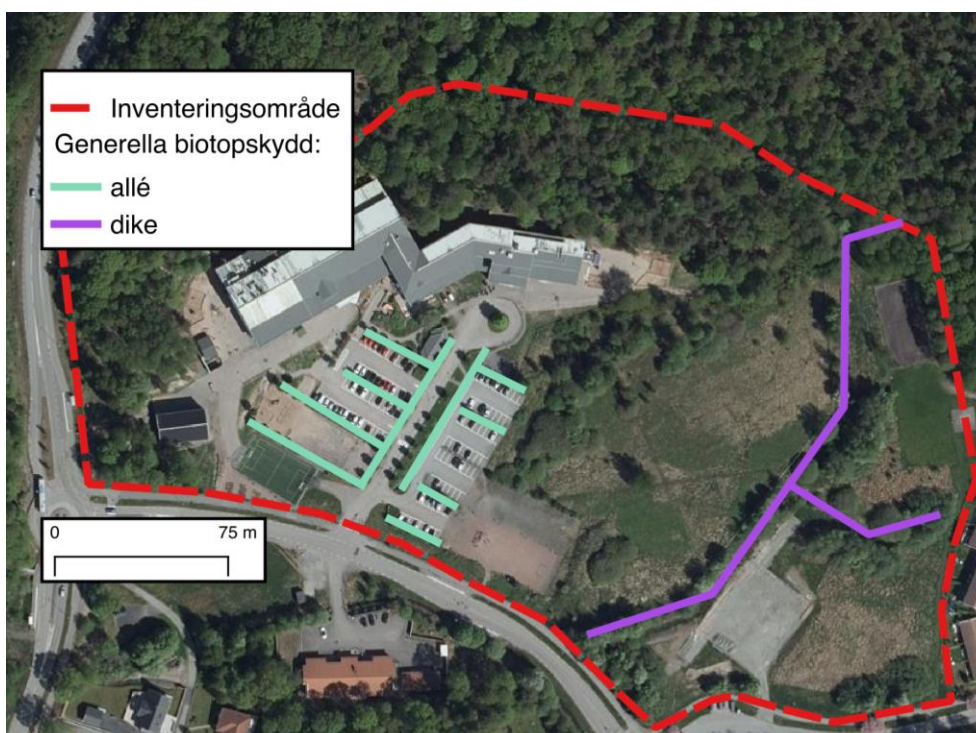 Inventeringsområde
Generella biotopskydd:
allé
dike
0 75 m